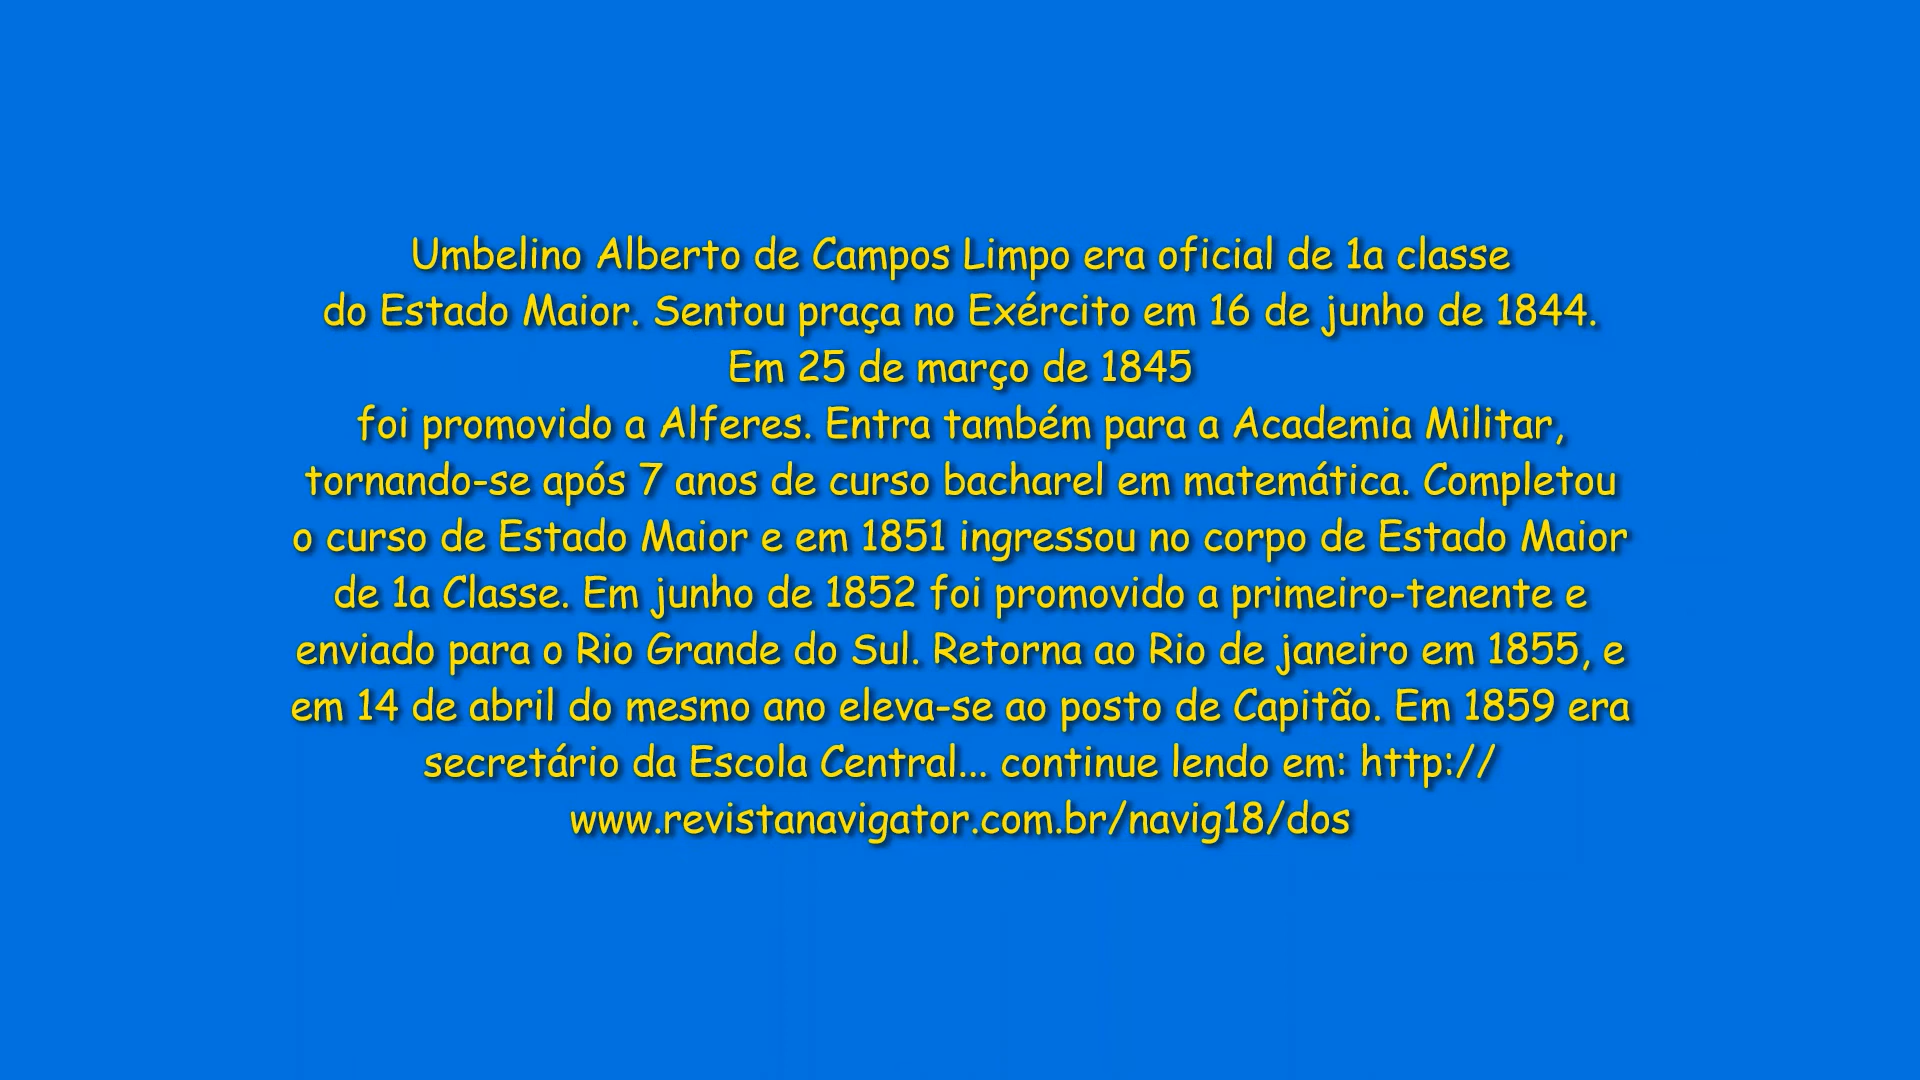 Umbelino Alberto de Campos Limpo era oficial de 1a classe
do Estado Maior. Sentou praça no Exército em 16 de junho de 1844.
Em 25 de março de 1845
foi promovido a Alferes. Entra também para a Academia Militar,
tornando-se após 7 anos de curso bacharel em matemática. Completou
o curso de Estado Maior e em 1851 ingressou no corpo de Estado Maior
de 1a Classe. Em junho de 1852 foi promovido a primeiro-tenente e
enviado para o Rio Grande do Sul. Retorna ao Rio de janeiro em 1855, e
em 14 de abril do mesmo ano eleva-se ao posto de Capitão. Em 1859 era
secretário da Escola Central... continue lendo em: http://
www.revistanavigator.com.br/navig18/dos